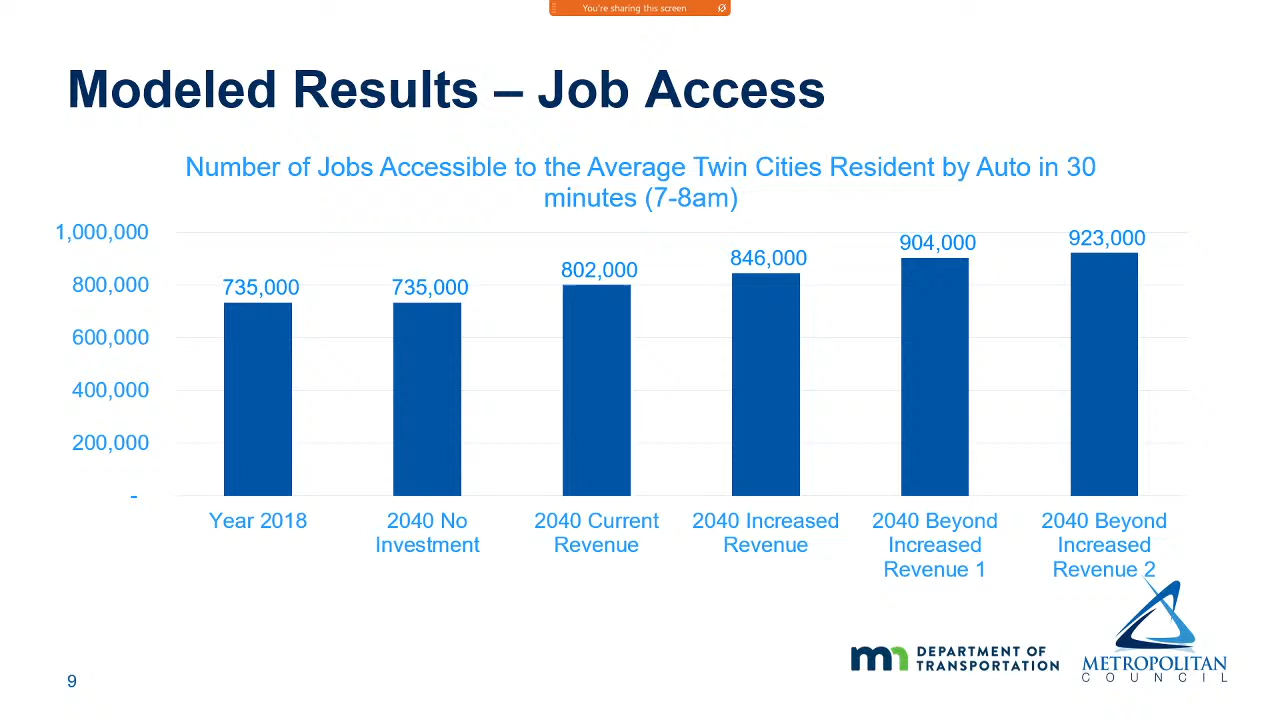 You're sharing this screen
Modeled Results – Job Access
Number of Jobs Accessible to the Average Twin Cities Resident by Auto in 30
minutes (7-8am)
1,000,000
800,000
600,000
400,000
200,000
-
735,000
735,000
802,000
846,000
904,000
923,000
Year 2018
2040 No
Investment
2040 Current
Revenue
2040 Increased
Revenue
2040 Beyond
Increased
Revenue 1
2040 Beyond
Increased
Revenue 2
mn DEPARTMENT OF
TRANSPORTATION
METROPOLITAN
COUNCIL
9